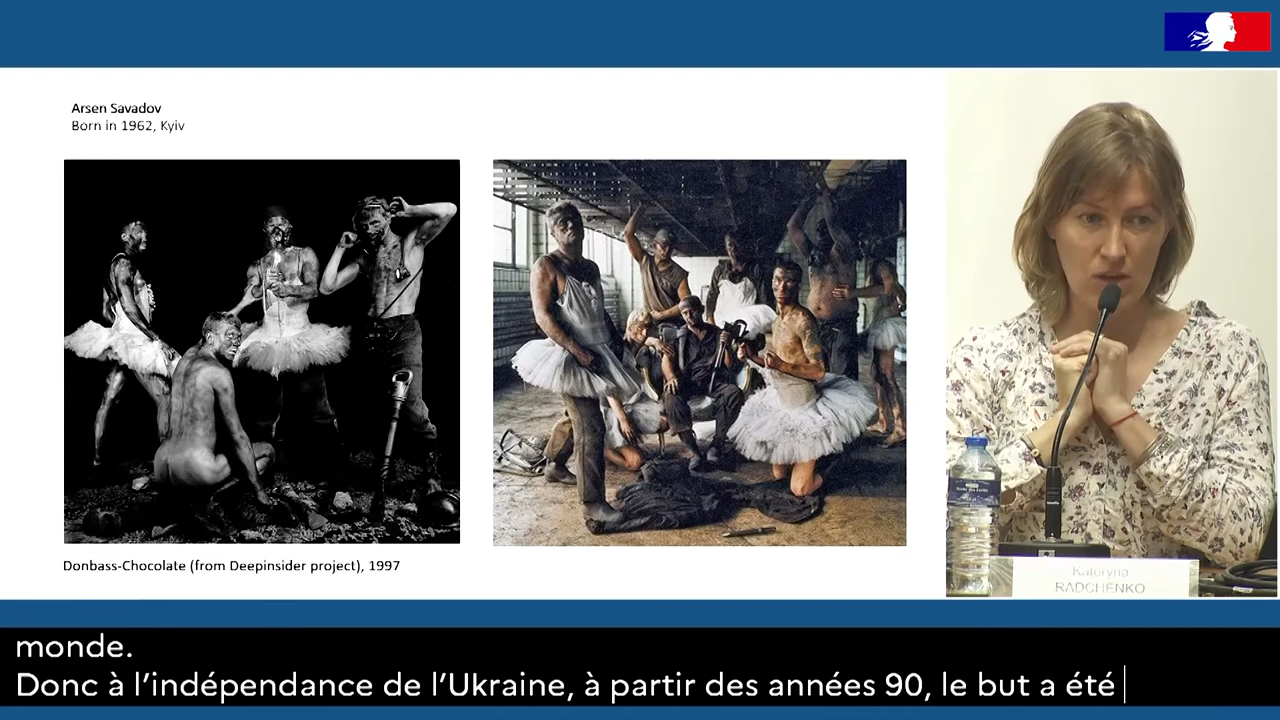 Arsen Savadov
Born in 1962, Kyiv
Donbass-Chocolate (from Deepinsider project), 1997
Kateryna
RADCHENKO
monde.
Donc à l’indépendance de l’Ukraine, à partir des années 90, le but a été